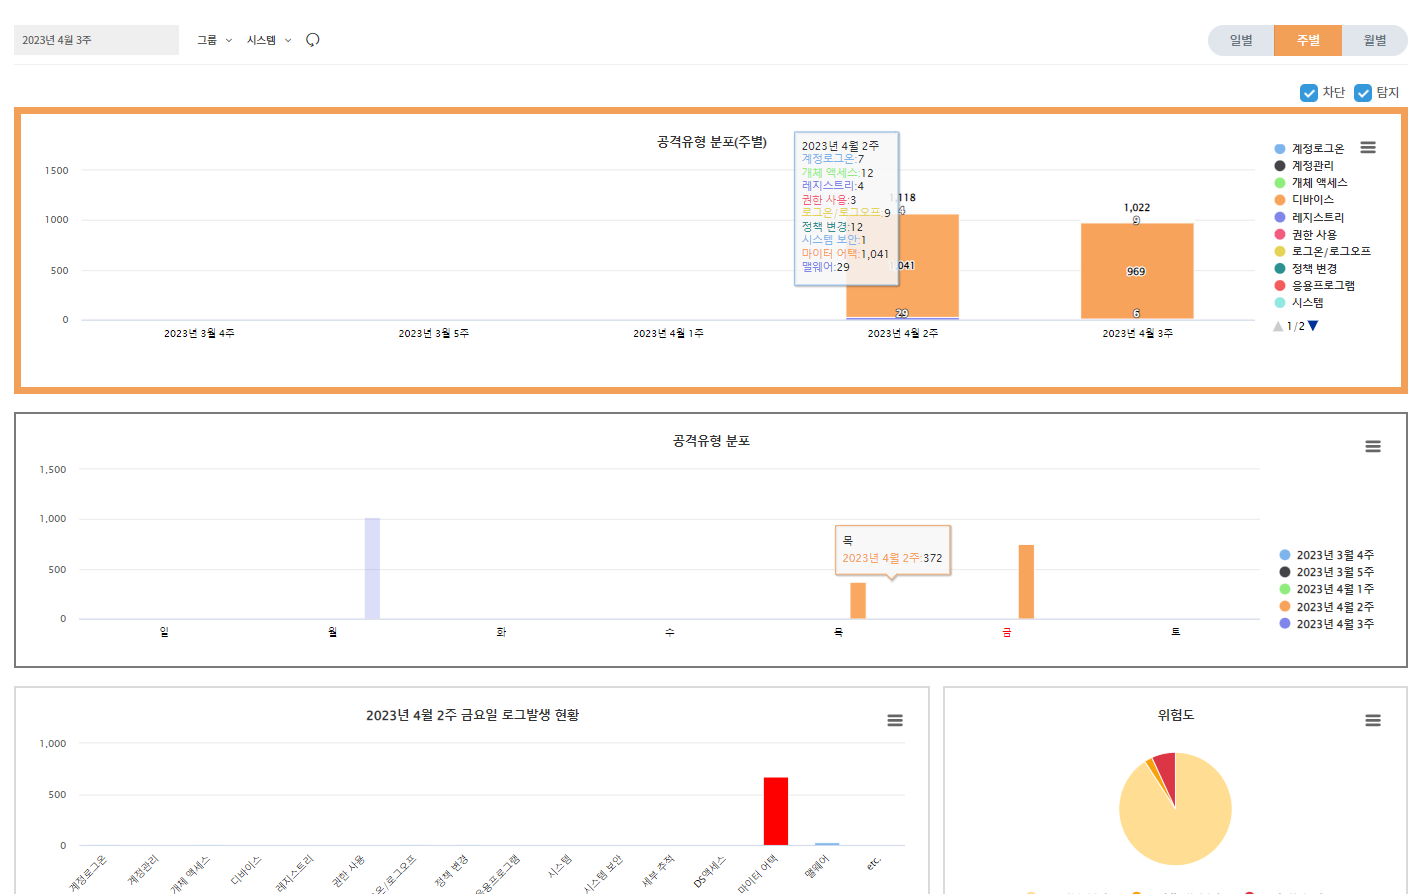 2023년 4월 3주
그룹
시스템
일별
주별
월별
차단
탐지
공격유형 분포(주별)
1500
1000
500
0
2023년 4월 2주
계정로그온:7
개체 액세스:12
레지스트리:4
권한 사용:3
로그온/로그오프:9
정책 변경:12
시스템 보안:1
마이터 어택:1,041
맬웨어:29
1,118
1,041
29
1,022
9
969
6
2023년 3월 4주
2023년 3월 5주
2023년 4월 1주
2023년 4월 2주
2023년 4월 3주
계정로그온
계정관리
개체 액세스
디바이스
레지스트리
권한 사용
로그온/로그오프
정책 변경
응용프로그램
시스템
1/2
공격유형 분포
1,500
1,000
500
0
목
2023년 4월 2주:372
일
월
화
수
목
금
토
2023년 3월 4주
2023년 3월 5주
2023년 4월 1주
2023년 4월 2주
2023년 4월 3주
2023년 4월 2주 금요일 로그발생 현황
1,000
500
0
계정로그온
계정관리
개체 액세스
디바이스
레지스트리
권한 사용
온/로그오프
정책 변경
응용프로그램
시스템
시스템 보안
세부 추적
DS액세스
마이터 어택
맬웨어
etc.
위험도